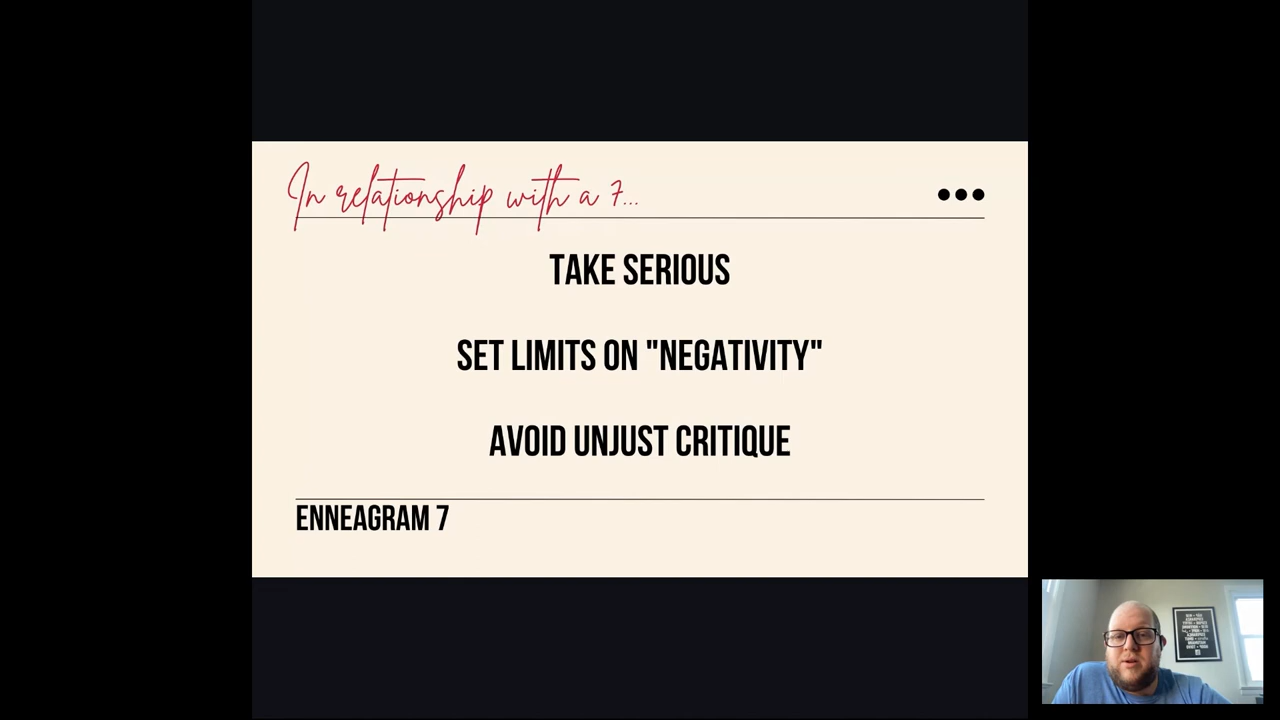 In relationship with a 7...
TAKE SERIOUS
SET LIMITS ON "NEGATIVITY"
AVOID UNJUST CRITIQUE
ENNEAGRAM 7